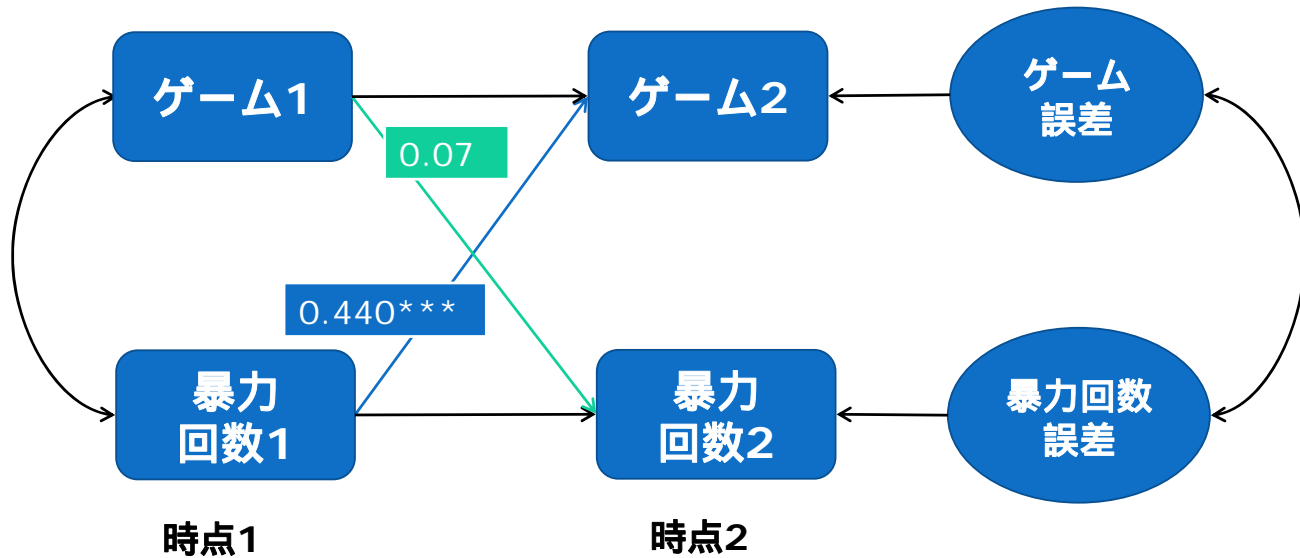 ゲーム1
ゲーム2
ゲーム
誤差
0.07
0.440***
暴力
回数1
暴力
回数2
暴力回数
誤差
時点1
時点2